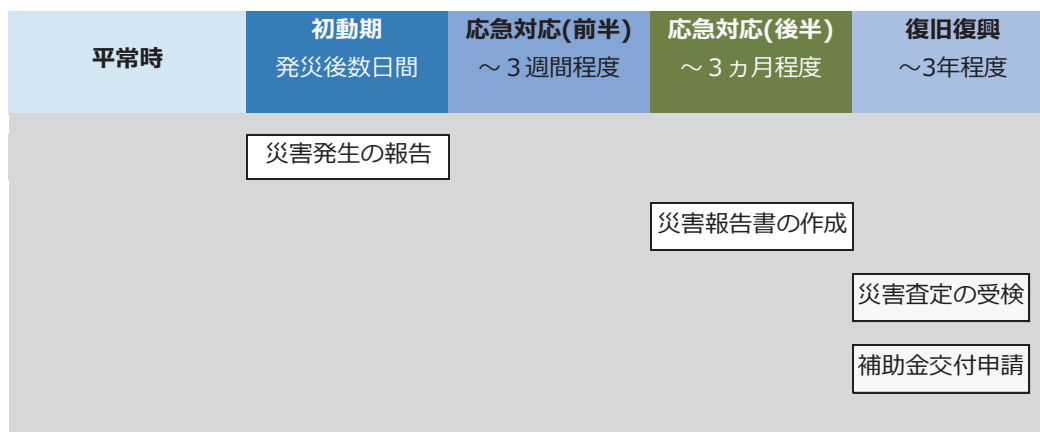 平常時
初動期
発災後数日間
応急対応(前半)
～３週間程度
応急対応(後半)
～３ヵ月程度
復旧復興
～3年程度
災害発生の報告
災害報告書の作成
災害査定の受検
補助金交付申請